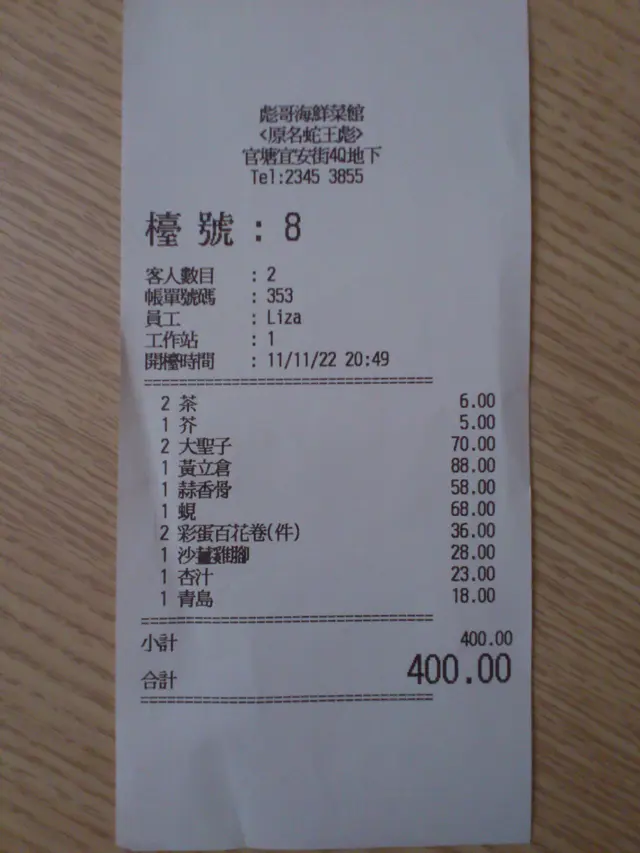 彪哥海鮮菜館
<原名蛇王彪>
官塘宜安街40地下
Tel:2345 3855
檯號 : 8
客人數目 : 2
帳單號碼 : 353
員工 : Liza
工作站 : 1
開檯時間 : 11/11/22 20:49
================================
2 茶 6.00
1 芥 5.00
2 大聖子 70.00
1 黃立倉 88.00
1 蒜香骨 58.00
1 蜆 68.00
2 彩蛋百花卷(件) 36.00
1 沙薑雞腳 28.00
1 杏汁 23.00
1 青島 18.00
================================
小計 400.00
合計 400.00
================================